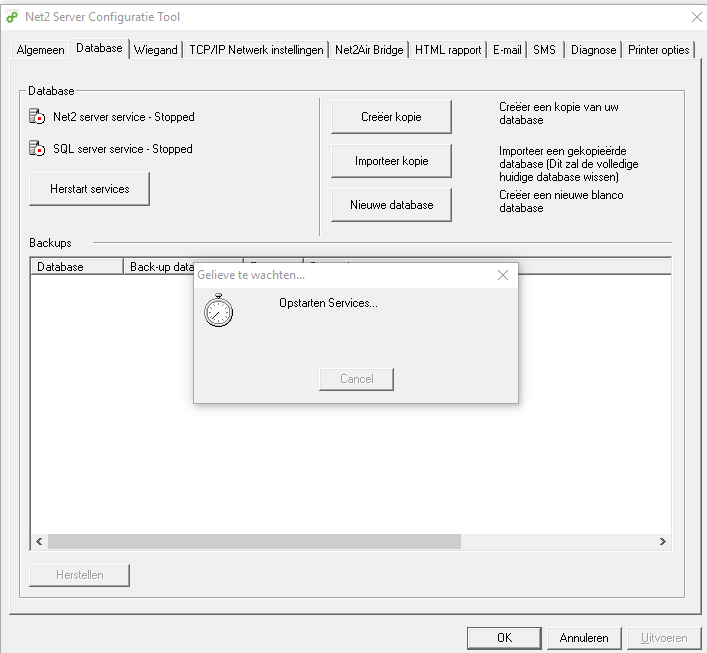 Net2 Server Configuratie Tool
Algemeen Database Wiegand TCP/IP Netwerk instellingen Net2Air Bridge HTML rapport E-mail SMS Diagnose Printer opties
Database
Net2 server service - Stopped
SQL server service - Stopped
Herstart services
Creëer kopie
Creëer een kopie van uw
database
Importeer kopie
Importeer een gekopieërde
database (Dit zal de volledige
huidige database wissen)
Nieuwe database
Creëer een nieuwe blanco
database
Backups
Database Back-up data
Gelieve te wachten...
Opstarten Services...
Cancel
Herstellen
OK Annuleren Uitvoeren